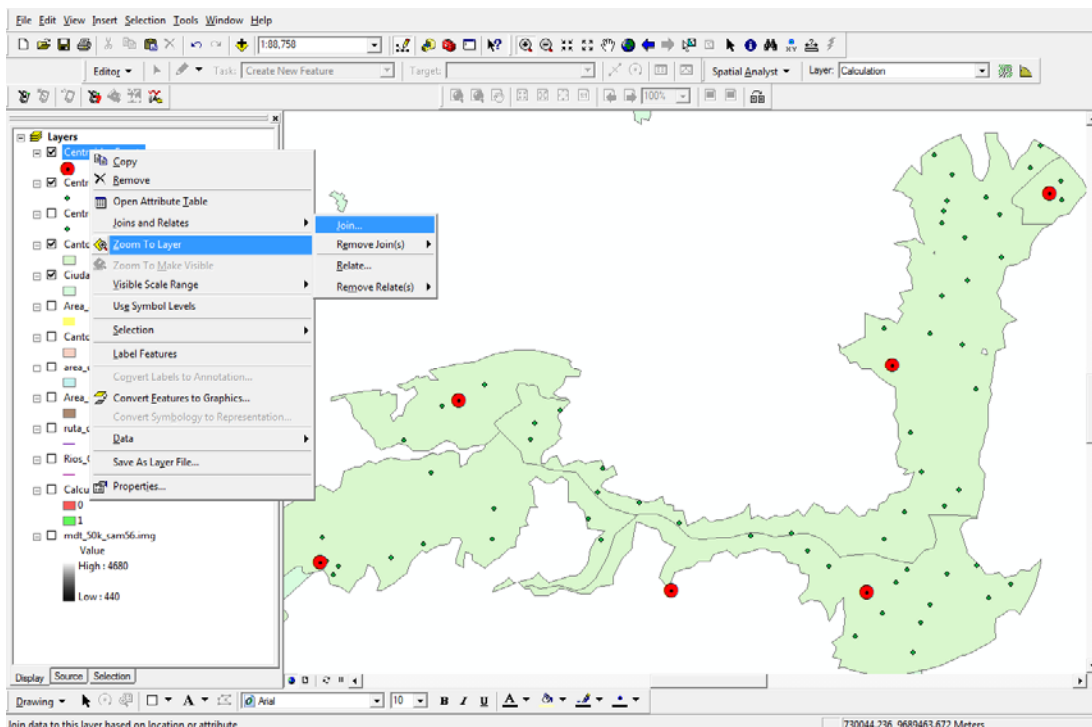 File Edit View Insert Selection Tools Window Help
1:88,758
Editor Task: Create New Feature Target: Spatial Analyst Layer: Calculation
100%
Layers
Copy
Centr
Remove
Open Attribute Table
Centr
Joins and Relates
Join...
Canto
Zoom To Layer
Remove Join(s)
Zoom To Make Visible
Relate...
Ciuda
Visible Scale Range
Remove Relate(s)
Area_
Use Symbol Levels
Selection
Canto
Label Features
area_
Convert Labels to Annotation...
Area_
Convert Features to Graphics...
Convert Symbology to Representation...
ruta_
Data
Rios_
Save As Layer File...
Calcu
Properties...
0
1
mdt_50k_sam56.img
Value
High : 4680
Low : 440
Display Source Selection
Drawing A Arial 10 B I U A
Join data to this layer based on location or attribute
730044.236 9689463.672 Meters